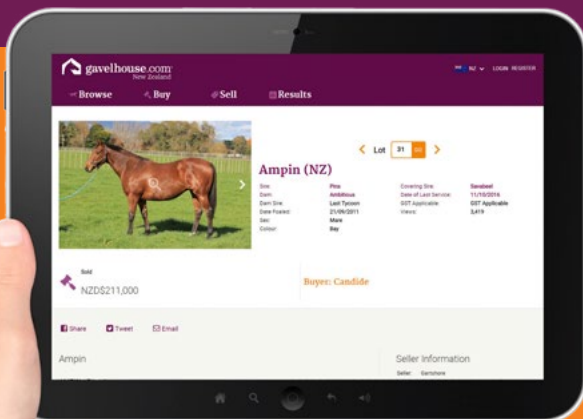 gavelhouse.com
New Zealand
NZ LOGIN REGISTER
Browse Buy Sell Results
Lot 31 GO
Ampin (NZ)
Sire: Pins Covering Sire: Savabeel
Dam: Ambitious Date of Last Service: 11/10/2016
Dam Sire: Last Tycoon GST Applicable: GST Applicable
Date Foaled: 21/09/2011 Views: 3,419
Sex: Mare
Colour: Bay
Sold
NZD$211,000
Buyer: Candide
Share Tweet Email
Ampin
Seller Information
Seller: